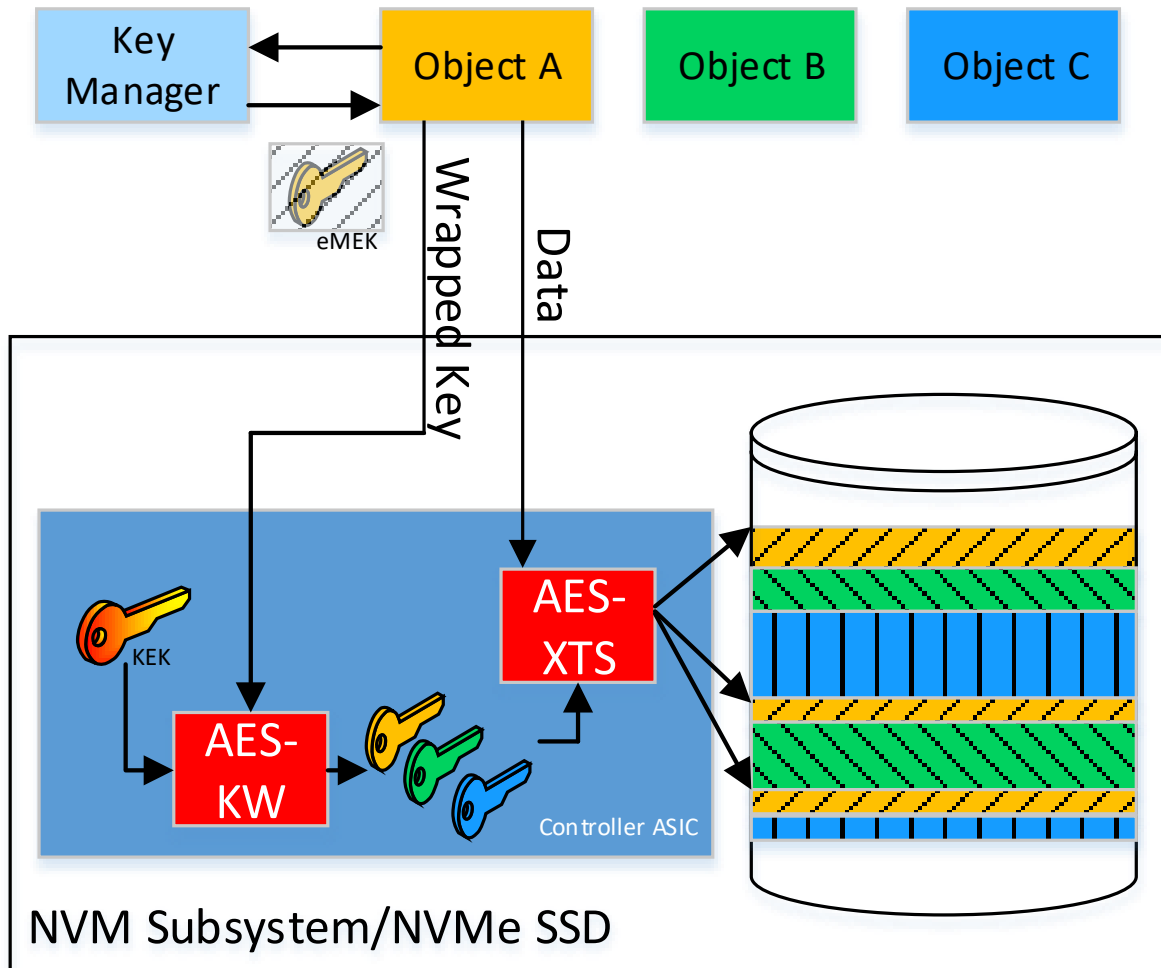 Key
Manager
Object A
Object B
Object C
eMEK
Wrapped Key
Data
KEK
AES-
KW
AES-
XTS
Controller ASIC
NVM Subsystem/NVMe SSD